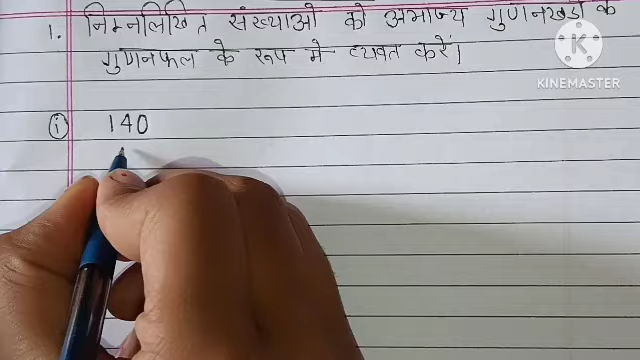 1. निम्नलिखित संख्याओं को अभाज्य गुणनखंडों के
गुणनफल के रूप में व्यक्त करें।
(i) 140
KINEMASTER